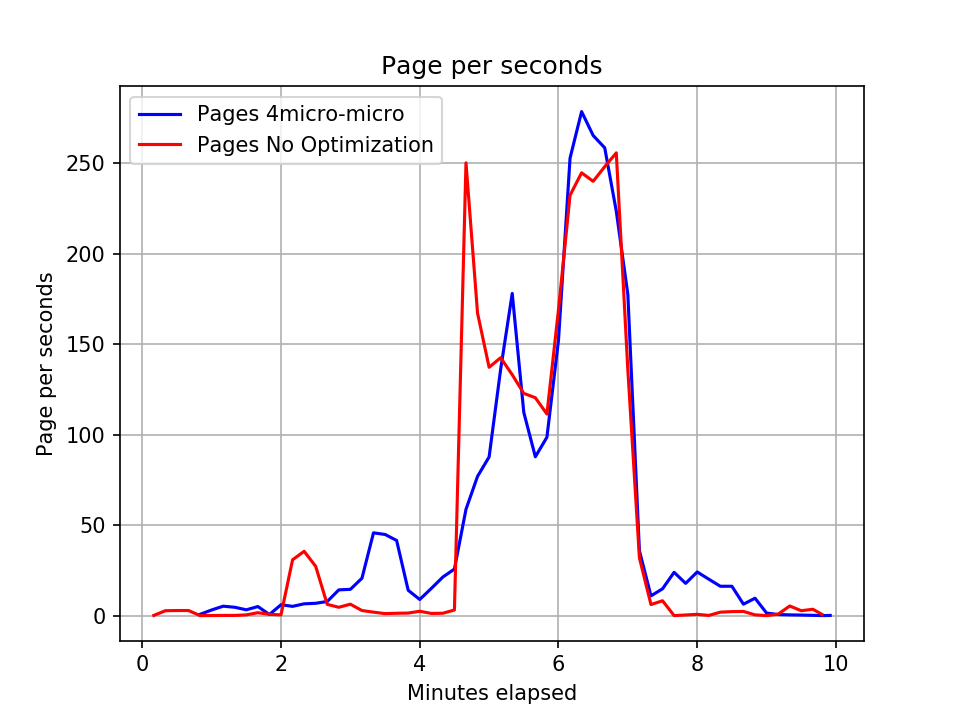 Page per seconds
Pages 4micro-micro
Pages No Optimization
Page per seconds
250
200
150
100
50
0
0 2 4 6 8 10
Minutes elapsed